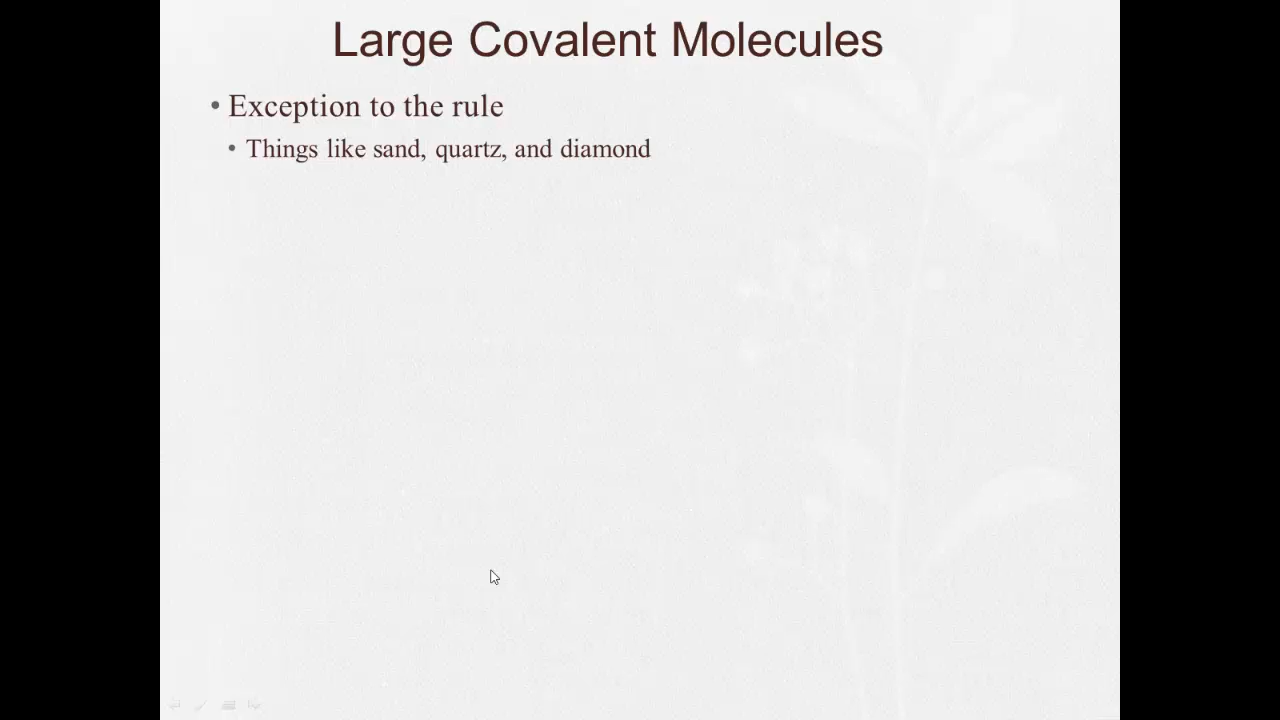 Large Covalent Molecules
• Exception to the rule
• Things like sand, quartz, and diamond